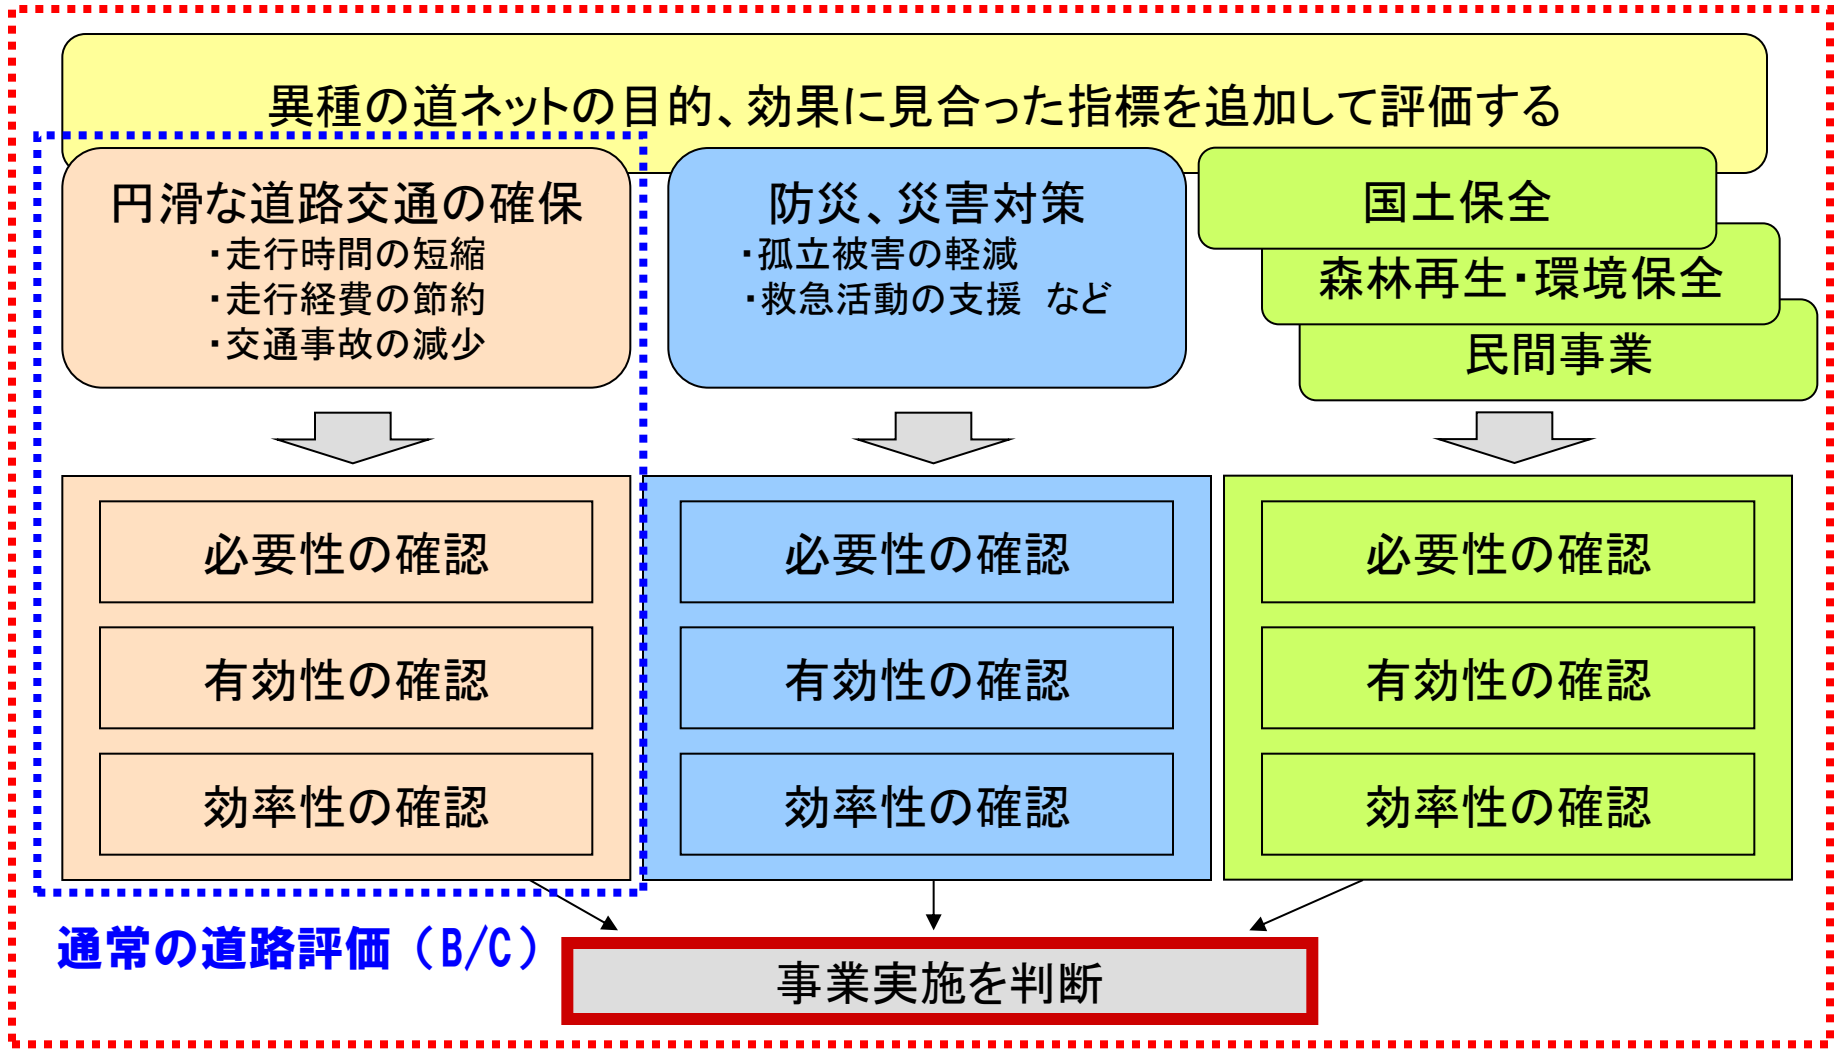 異種の道ネットの目的、効果に見合った指標を追加して評価する
円滑な道路交通の確保
・走行時間の短縮
・走行経費の節約
・交通事故の減少
防災、災害対策
・孤立被害の軽減
・救急活動の支援　など
国土保全
森林再生・環境保全
民間事業
必要性の確認
有効性の確認
効率性の確認
必要性の確認
有効性の確認
効率性の確認
必要性の確認
有効性の確認
効率性の確認
通常の道路評価（B/C）
事業実施を判断